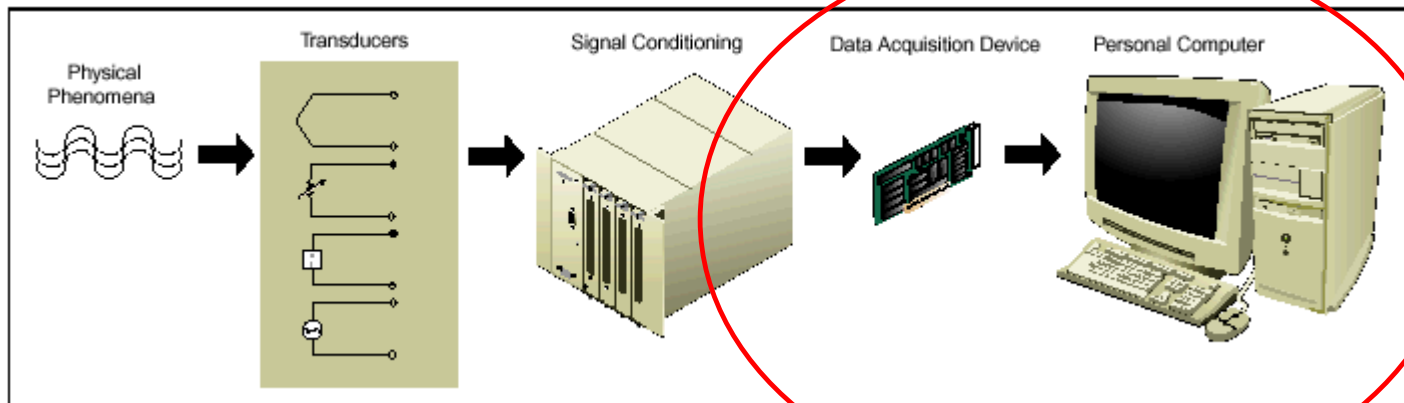 Physical
Phenomena
Transducers
Signal Conditioning
Data Acquisition Device
Personal Computer